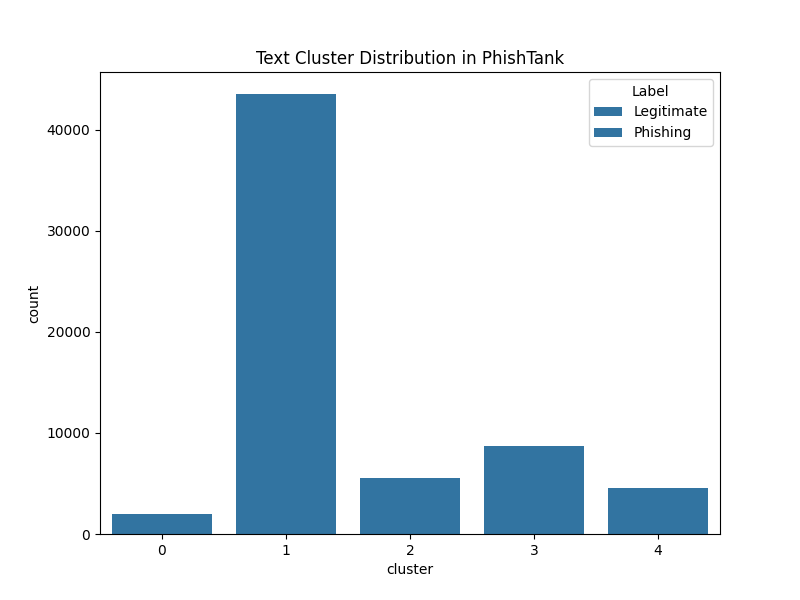 Text Cluster Distribution in PhishTank
Label
Legitimate
Phishing
40000
30000
20000
10000
0
count
0 1 2 3 4
cluster